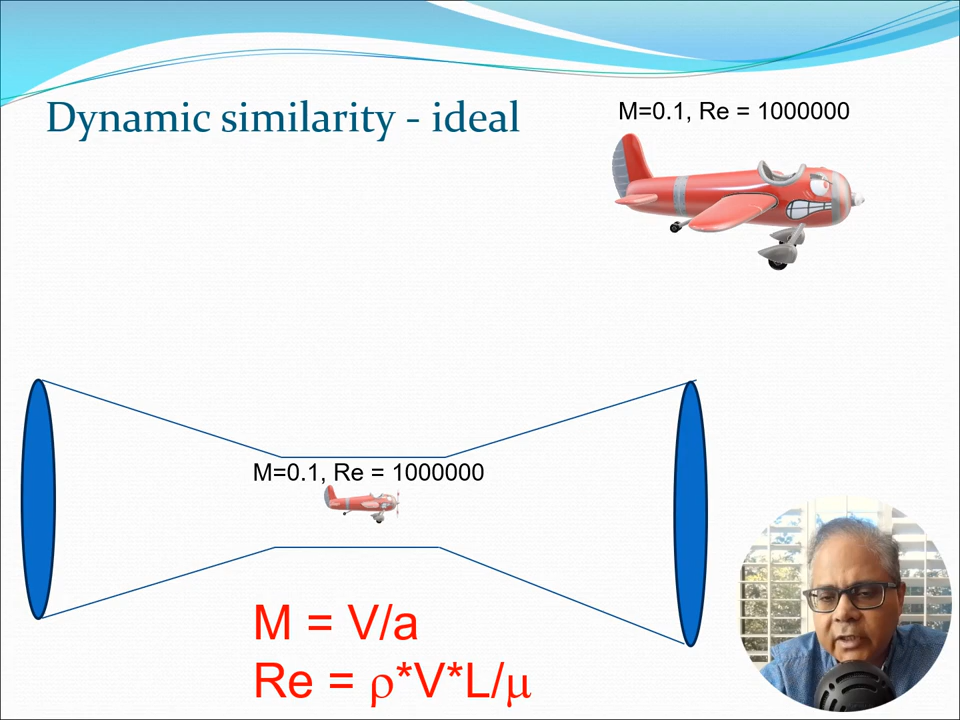 Dynamic similarity - ideal
M=0.1, Re = 1000000
M=0.1, Re = 1000000
M = V/a
Re = ρ*V*L/μ